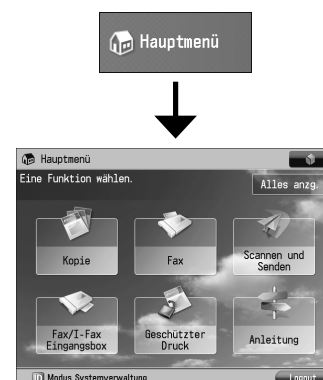 Hauptmenü
Hauptmenü
Eine Funktion wählen.
Alles anzg.
Kopie
Fax
Scannen und
Senden
Fax/I-Fax
Eingangsbox
Geschützter
Druck
Anleitung
ID Modus Systemverwaltung
Logout